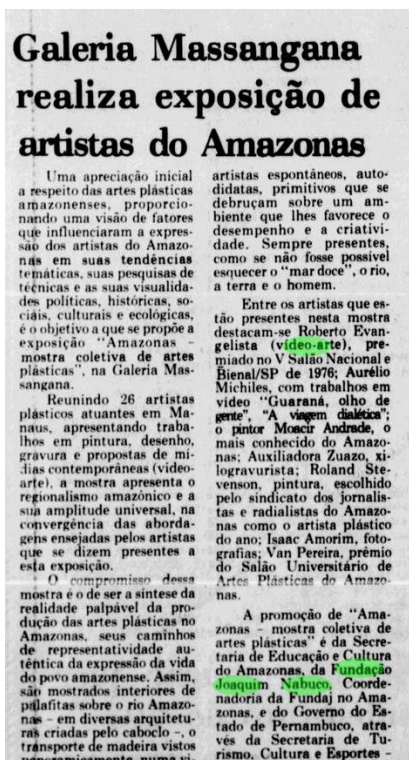 Galeria Massangana
realiza exposição de
artistas do Amazonas
Uma apreciação inicial
a respeito das artes plásticas
amazonenses, proporcio-
nando uma visão de fatores
que influenciaram a expres-
são dos artistas do Amazo-
nas em suas tendências
temáticas, suas pesquisas de
técnicas e as suas visualida-
des políticas, históricas, so-
ciais, culturais e ecológicas,
é o objetivo a que se propõe a
exposição "Amazonas -
mostra coletiva de artes
plásticas", na Galeria Mas-
sangana.
Reunindo 26 artistas
plásticos atuantes em Ma-
naus, apresentando traba-
lhos em pintura, desenho,
gravura e propostas de mí-
dias contemporâneas (vídeo-
arte), a mostra apresenta o
regionalismo amazônico e a
sua amplitude universal, na
convergência das aborda-
gens ensejadas pelos artistas
que se dizem presentes a
esta exposição.
O compromisso dessa
mostra é o de ser a síntese da
realidade palpável da pro-
dução das artes plásticas no
Amazonas, seus caminhos
de representatividade au-
têntica da expressão da vida
do povo amazonense. Assim,
são mostrados interiores de
palafitas sobre o rio Amazo-
nas - em diversas arquitetu-
ras criadas pelo caboclo -, o
transporte de madeira vistos
panoramicamente numa vi-
artistas espontâneos, auto-
didatas, primitivos que se
debruçam sobre um am-
biente que lhes favorece o
desempenho e a criativi-
dade. Sempre presentes,
como se não fosse possível
esquecer o "mar doce", o rio,
a terra e o homem.
Entre os artistas que es-
tão presentes nesta mostra
destacam-se Roberto Evan-
gelista (vídeo-arte), pre-
miado no V Salão Nacional e
Bienal/SP de 1976; Aurélio
Michiles, com trabalhos em
vídeo "Guaraná, olho de
gente", "A viagem dialética";
o pintor Moacir Andrade, o
mais conhecido do Amazo-
nas; Auxiliadora Zuazo, xi-
logravurista; Roland Ste-
venson, pintura, escolhido
pelo sindicato dos jornalis-
tas e radialistas do Amazo-
nas como o artista plástico
do ano; Isaac Amorim, foto-
grafias; Van Pereira, prêmio
do Salão Universitário de
Artes Plásticas do Amazo-
nas.
A promoção de "Ama-
zonas - mostra coletiva de
artes plásticas" é da Secre-
taria de Educação e Cultura
do Amazonas, da Fundação
Joaquim Nabuco, Coorde-
nadoria da Fundaj no Ama-
zonas, e do Governo do Es-
tado de Pernambuco, atra-
vés da Secretaria de Tu-
rismo, Cultura e Esportes -